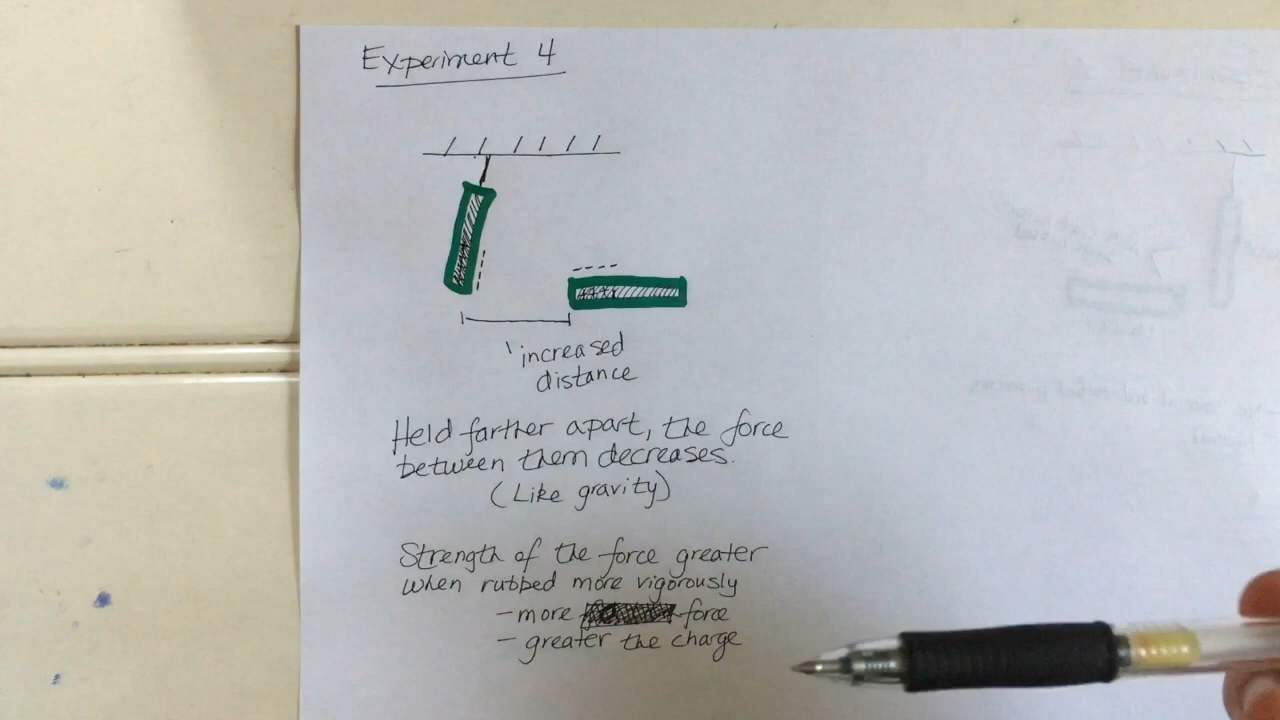 Experiment 4
increased
distance
Held farther apart, the force
between them decreases.
(Like gravity)
Strength of the force greater
when rubbed more vigorously
- more force
- greater the charge